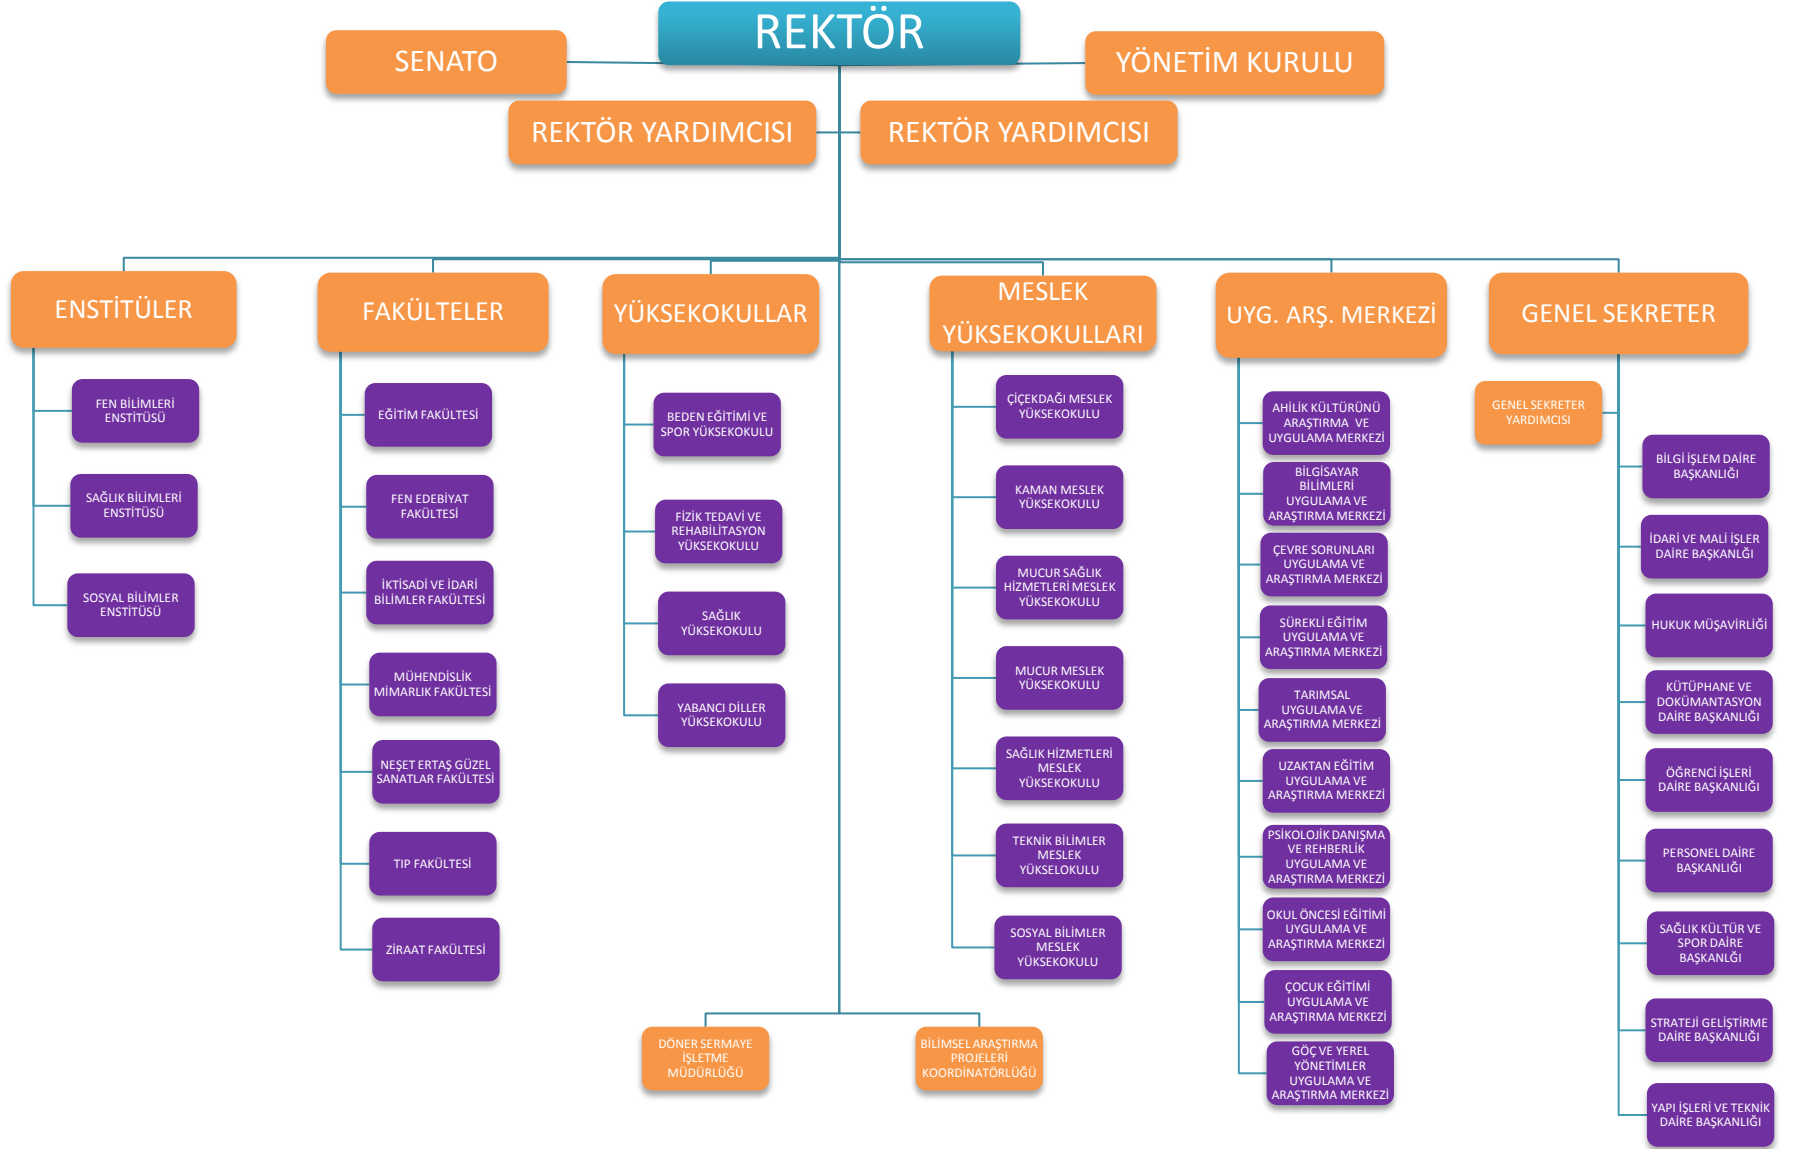 REKTÖR
SENATO
YÖNETİM KURULU
REKTÖR YARDIMCISI
REKTÖR YARDIMCISI
ENSTİTÜLER
FEN BİLİMLERİ
ENSTİTÜSÜ
SAĞLIK BİLİMLERİ
ENSTİTÜSÜ
SOSYAL BİLİMLER
ENSTİTÜSÜ
FAKÜLTELER
EĞİTİM FAKÜLTESİ
FEN EDEBİYAT
FAKÜLTESİ
İKTİSADİ VE İDARİ
BİLİMLER FAKÜLTESİ
MÜHENDİSLİK
MİMARLIK FAKÜLTESİ
NEŞET ERTAŞ GÜZEL
SANATLAR FAKÜLTESİ
TIP FAKÜLTESİ
ZİRAAT FAKÜLTESİ
YÜKSEKOKULLAR
BEDEN EĞİTİMİ VE
SPOR YÜKSEKOKULU
FİZİK TEDAVİ VE
REHABİLİTASYON
YÜKSEKOKULU
SAĞLIK
YÜKSEKOKULU
YABANCI DİLLER
YÜKSEKOKULU
MESLEK
YÜKSEKOKULLARI
ÇİÇEKDAĞI MESLEK
YÜKSEKOKULU
KAMAN MESLEK
YÜKSEKOKULU
MUCUR SAĞLIK
HİZMETLERİ MESLEK
YÜKSEKOKULU
MUCUR MESLEK
YÜKSEKOKULU
SAĞLIK HİZMETLERİ
MESLEK
YÜKSEKOKULU
TEKNİK BİLİMLER
MESLEK
YÜKSELOKULU
SOSYAL BİLİMLER
MESLEK
YÜKSEKOKULU
UYG. ARŞ. MERKEZİ
AHİLİK KÜLTÜRÜNÜ
ARAŞTIRMA VE
UYGULAMA MERKEZİ
BİLGİSAYAR
BİLİMLERİ
UYGULAMA VE
ARAŞTIRMA MERKEZİ
ÇEVRE SORUNLARI
UYGULAMA VE
ARAŞTIRMA MERKEZİ
SÜREKLİ EĞİTİM
UYGULAMA VE
ARAŞTIRMA MERKEZİ
TARIMSAL
UYGULAMA VE
ARAŞTIRMA MERKEZİ
UZAKTAN EĞİTİM
UYGULAMA VE
ARAŞTIRMA MERKEZİ
PSİKOLOJİK DANIŞMA
VE REHBERLİK
UYGULAMA VE
ARAŞTIRMA MERKEZİ
OKUL ÖNCESİ EĞİTİMİ
UYGULAMA VE
ARAŞTIRMA MERKEZİ
ÇOCUK EĞİTİMİ
UYGULAMA VE
ARAŞTIRMA MERKEZİ
GÖÇ VE YEREL
YÖNETİMLER
UYGULAMA VE
ARAŞTIRMA MERKEZİ
GENEL SEKRETER
GENEL SEKRETER
YARDIMCISI
BİLGİ İŞLEM DAİRE
BAŞKANLIĞI
İDARİ VE MALİ İŞLER
DAİRE BAŞKANLĞI
HUKUK MÜŞAVİRLİĞİ
KÜTÜPHANE VE
DOKÜMANTASYON
DAİRE BAŞKANLIĞI
ÖĞRENCİ İŞLERİ
DAİRE BAŞKANLIĞI
PERSONEL DAİRE
BAŞKANLIĞI
SAĞLIK KÜLTÜR VE
SPOR DAİRE
BAŞKANLĞI
STRATEJİ GELİŞTİRME
DAİRE BAŞKANLIĞI
YAPI İŞLERİ VE TEKNİK
DAİRE BAŞKANLIĞI
DÖNER SERMAYE
İŞLETME
MÜDÜRLÜĞÜ
BİLİMSEL ARAŞTIRMA
PROJELERİ
KOORDİNATÖRLÜĞÜ